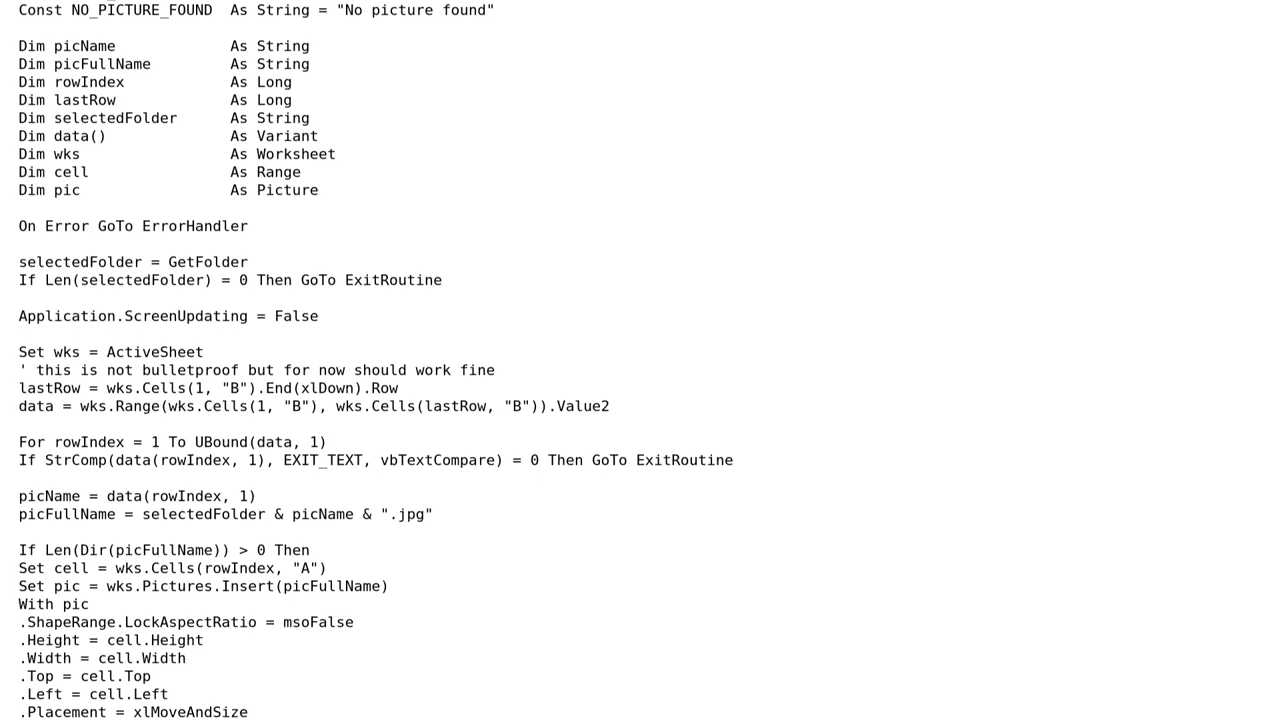 Const NO_PICTURE_FOUND  As String = "No picture found"
Dim picName             As String
Dim picFullName         As String
Dim rowIndex            As Long
Dim lastRow             As Long
Dim selectedFolder      As String
Dim data()              As Variant
Dim wks                 As Worksheet
Dim cell                As Range
Dim pic                 As Picture
On Error GoTo ErrorHandler
selectedFolder = GetFolder
If Len(selectedFolder) = 0 Then GoTo ExitRoutine
Application.ScreenUpdating = False
Set wks = ActiveSheet
' this is not bulletproof but for now should work fine
lastRow = wks.Cells(1, "B").End(xlDown).Row
data = wks.Range(wks.Cells(1, "B"), wks.Cells(lastRow, "B")).Value2
For rowIndex = 1 To UBound(data, 1)
If StrComp(data(rowIndex, 1), EXIT_TEXT, vbTextCompare) = 0 Then GoTo ExitRoutine
picName = data(rowIndex, 1)
picFullName = selectedFolder & picName & ".jpg"
If Len(Dir(picFullName)) > 0 Then
Set cell = wks.Cells(rowIndex, "A")
Set pic = wks.Pictures.Insert(picFullName)
With pic
.ShapeRange.LockAspectRatio = msoFalse
.Height = cell.Height
.Width = cell.Width
.Top = cell.Top
.Left = cell.Left
.Placement = xlMoveAndSize